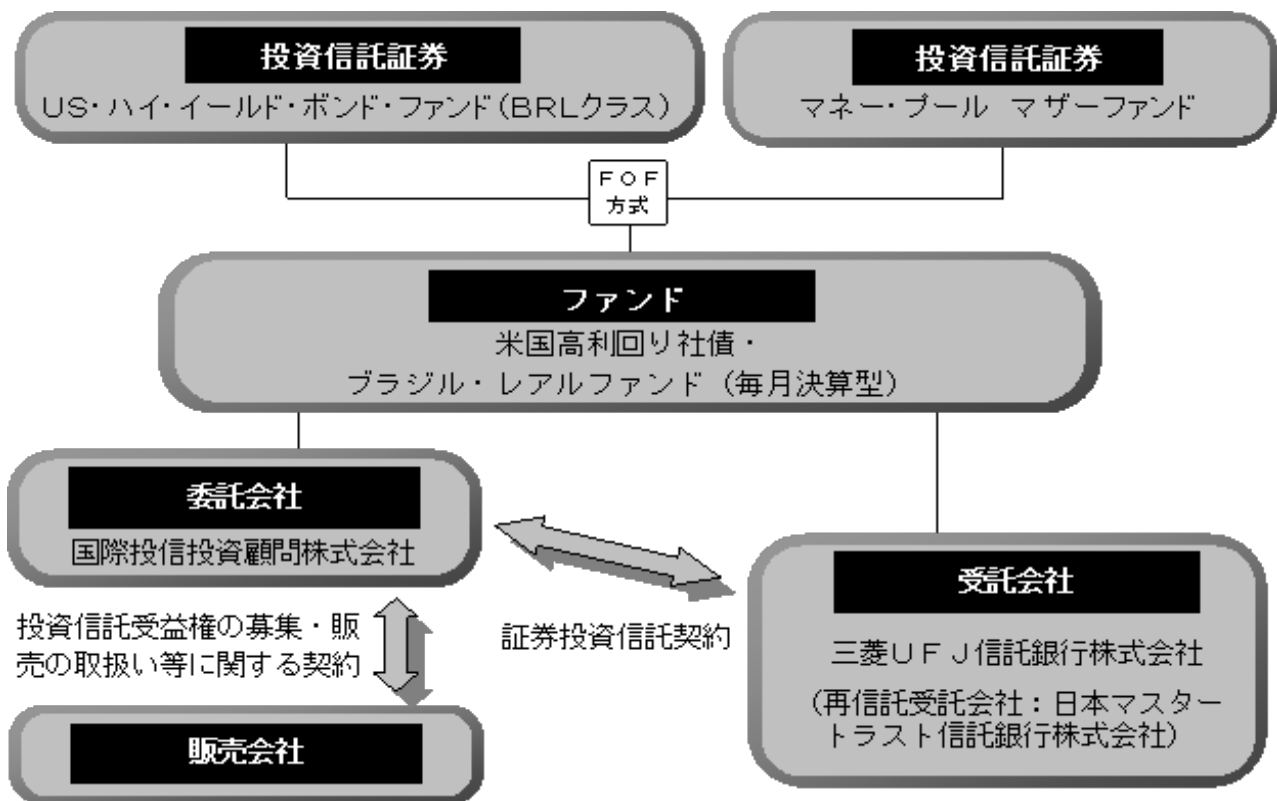 投資信託証券
US・ハイ・イールド・ボンド・ファンド(BRLクラス)
投資信託証券
マネー・プール マザーファンド
FOF
方式
ファンド
米国高利回り社債・
ブラジル・レアルファンド(毎月決算型)
委託会社
国際投信投資顧問株式会社
投資信託受益権の募集・販
売の取扱い等に関する契約
証券投資信託契約
販売会社
受託会社
三菱UFJ信託銀行株式会社
(再信託受託会社:日本マスター
トラスト信託銀行株式会社)